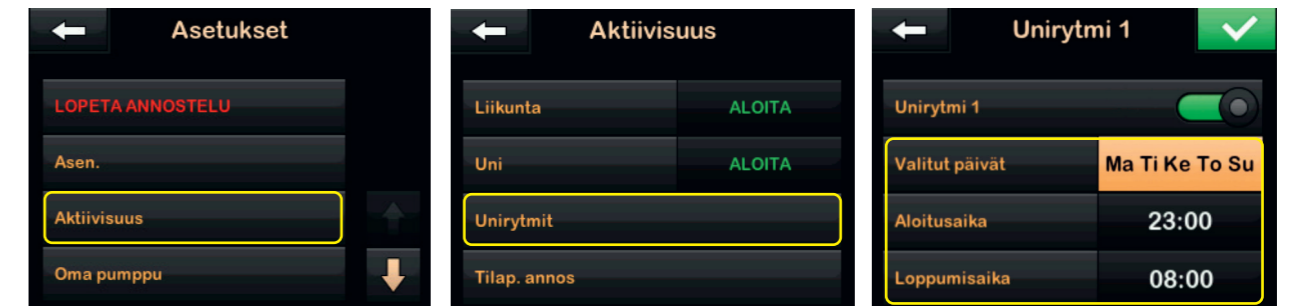 Asetukset
LOPETA ANNOSTELU
Asen.
Aktiivisuus
Oma pumppu
Aktiivisuus
Liikunta ALOITA
Uni ALOITA
Unirytmit
Tilap. annos
Unirytmi 1
Unirytmi 1
Valitut päivät Ma Ti Ke To Su
Aloitusaika 23:00
Loppumisaika 08:00